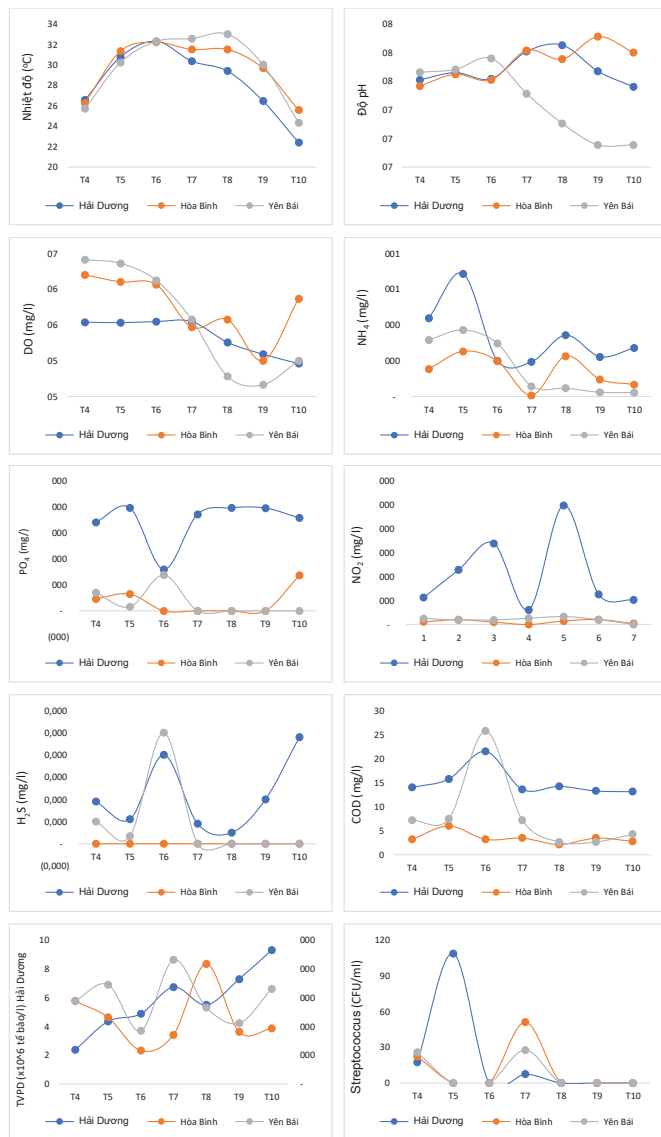 Nhiệt độ (⁰C)
34
32
30
28
26
24
22
20
T4 T5 T6 T7 T8 T9 T10
Hải Dương Hòa Bình Yên Bái
Độ pH
08
08
08
07
07
07
T4 T5 T6 T7 T8 T9 T10
Hải Dương Hòa Bình Yên Bái
DO (mg/l)
07
06
06
05
05
T4 T5 T6 T7 T8 T9 T10
Hải Dương Hòa Bình Yên Bái
NH₄ (mg/l)
001
001
000
000
-
T4 T5 T6 T7 T8 T9 T10
Hải Dương Hòa Bình Yên Bái
PO₄ (mg/)
000
000
000
000
000
-
(000)
T4 T5 T6 T7 T8 T9 T10
Hải Dương Hòa Bình Yên Bái
NO₂ (mg/l)
000
000
000
000
000
000
-
1 2 3 4 5 6 7
Hải Dương Hòa Bình Yên Bái
H₂S (mg/l)
0,000
0,000
0,000
0,000
0,000
0,000
-
(0,000)
T4 T5 T6 T7 T8 T9 T10
Hải Dương Hòa Bình Yên Bái
COD (mg/l)
30
25
20
15
10
5
0
T4 T5 T6 T7 T8 T9 T10
Hải Dương Hòa Bình Yên Bái
TVPD (x10^6 tế bào/l) Hải Dương
10
8
6
4
2
0
000
000
000
000
000
-
T4 T5 T6 T7 T8 T9 T10
Hải Dương Hòa Bình Yên Bái
Streptococcus (CFU/ml)
120
90
60
30
0
T4 T5 T6 T7 T8 T9 T10
Hải Dương Hòa Bình Yên Bái